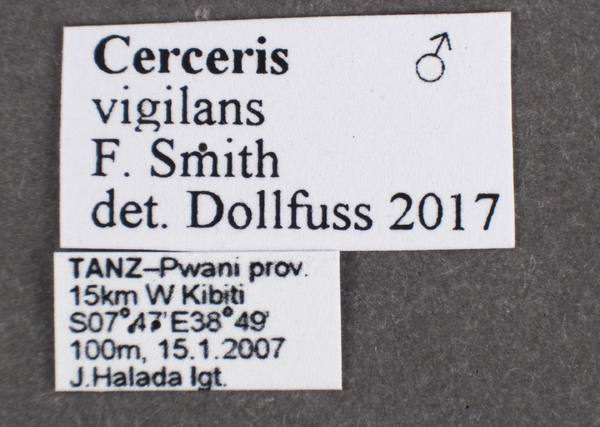 Cerceris ♂
vigilans
F. Smith
det. Dollfuss 2017
TANZ–Pwani prov.
15km W Kibiti
S07°47'E38°49'
100m, 15.1.2007
J.Halada lgt.